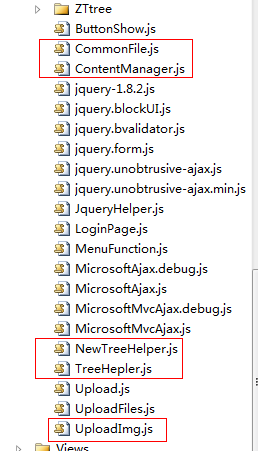 ZTtree
ButtonShow.js
CommonFile.js
ContentManager.js
jquery-1.8.2.js
jquery.blockUI.js
jquery.bvalidator.js
jquery.form.js
jquery.unobtrusive-ajax.js
jquery.unobtrusive-ajax.min.js
JqueryHelper.js
LoginPage.js
MenuFunction.js
MicrosoftAjax.debug.js
MicrosoftAjax.js
MicrosoftMvcAjax.debug.js
MicrosoftMvcAjax.js
NewTreeHelper.js
TreeHepler.js
Upload.js
UploadFiles.js
UploadImg.js
Views